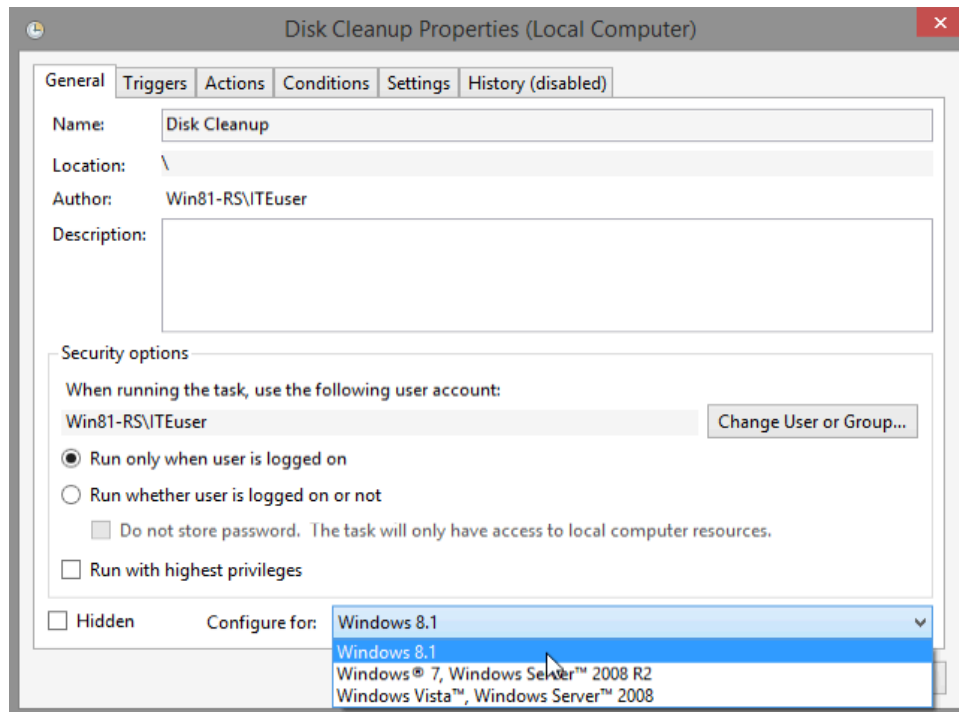 Disk Cleanup Properties (Local Computer)
General Triggers Actions Conditions Settings History (disabled)
Name: Disk Cleanup
Location: \
Author: Win81-RS\ITEuser
Description:
Security options
When running the task, use the following user account:
Win81-RS\ITEuser Change User or Group...
Run only when user is logged on
Run whether user is logged on or not
Do not store password. The task will only have access to local computer resources.
Run with highest privileges
Hidden Configure for: Windows 8.1
Windows 8.1
Windows® 7, Windows Server™ 2008 R2
Windows Vista™, Windows Server™ 2008